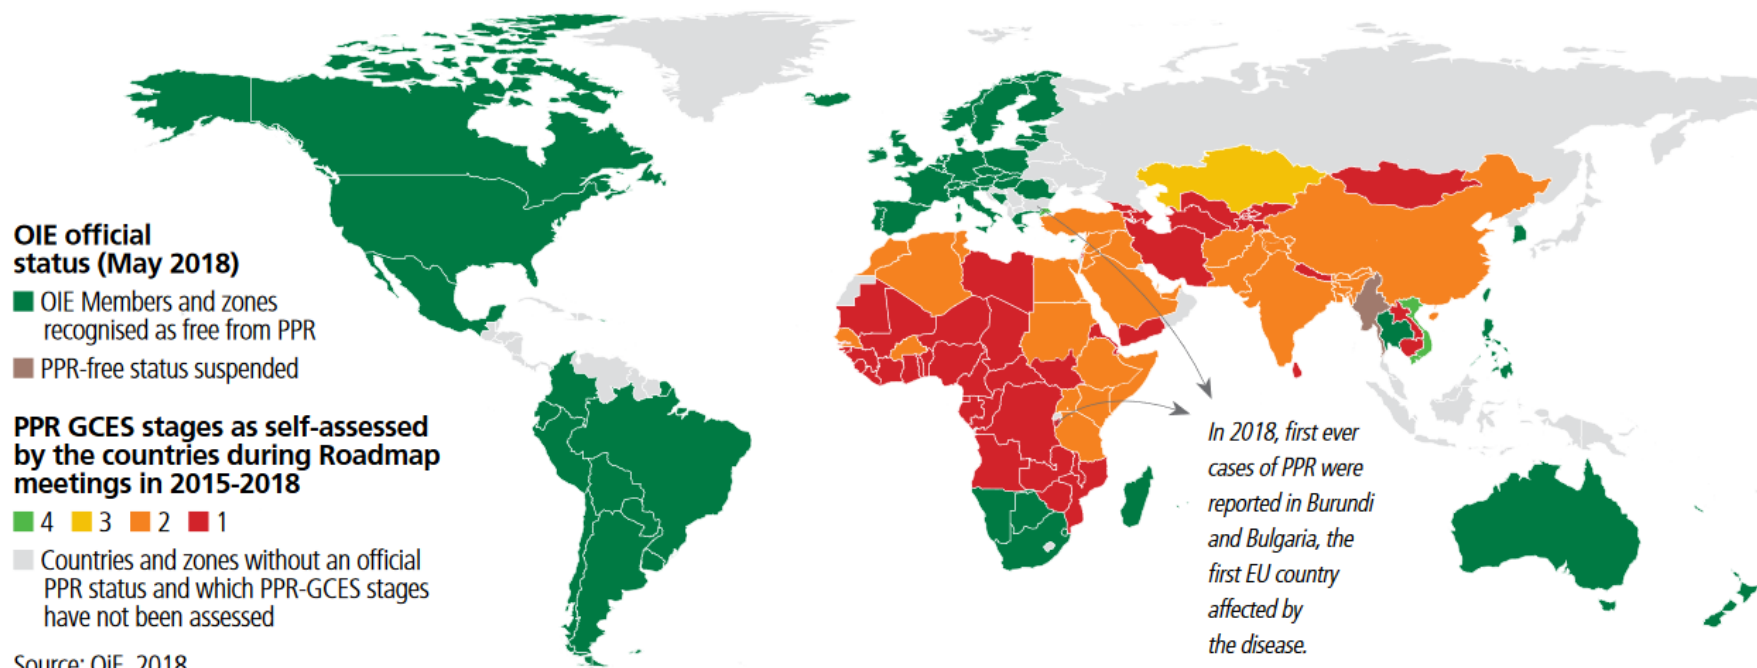 OIE official
status (May 2018)
OIE Members and zones
recognised as free from PPR
PPR-free status suspended
PPR GCES stages as self-assessed
by the countries during Roadmap
meetings in 2015-2018
4 3 2 1
Countries and zones without an official
PPR status and which PPR-GCES stages
have not been assessed
Source: OiE, 2018
In 2018, first ever
cases of PPR were
reported in Burundi
and Bulgaria, the
first EU country
affected by
the disease.